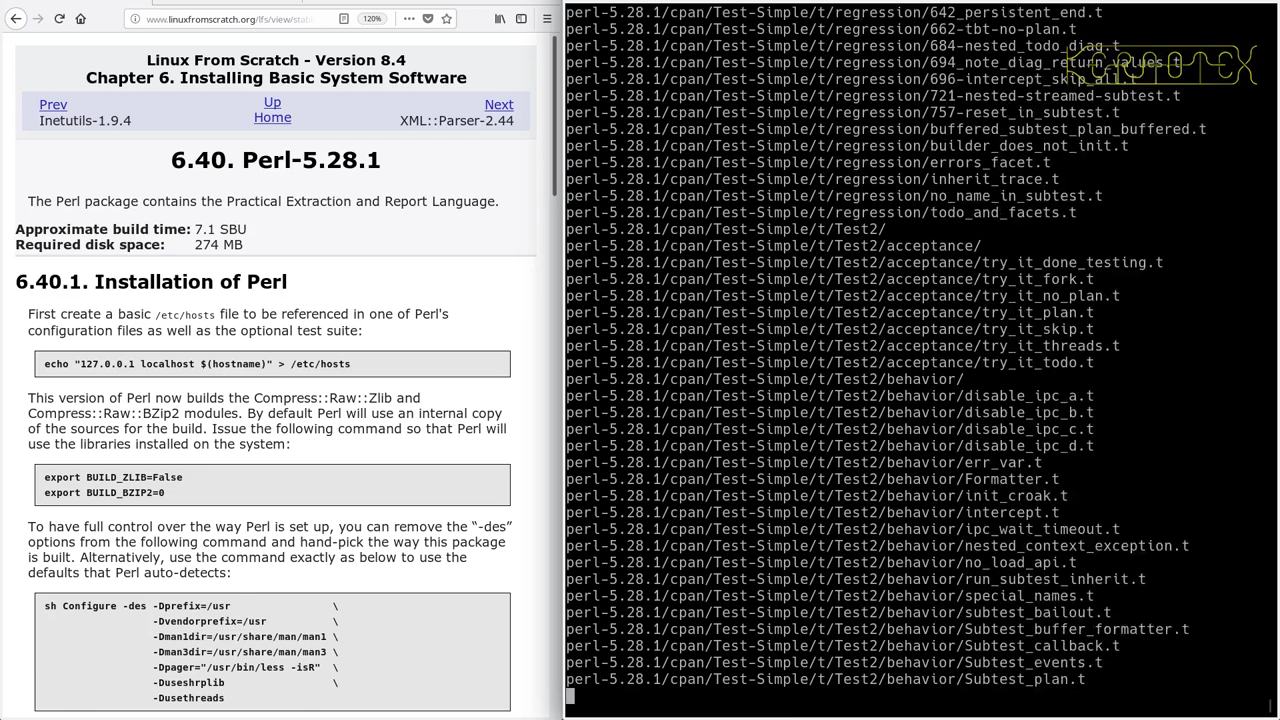 www.linuxfromscratch.org/lfs/view/stab
120%
Linux From Scratch - Version 8.4
Chapter 6. Installing Basic System Software
Prev
Up
Next
Inetutils-1.9.4
Home
XML::Parser-2.44
6.40. Perl-5.28.1
The Perl package contains the Practical Extraction and Report Language.
Approximate build time: 7.1 SBU
Required disk space: 274 MB
6.40.1. Installation of Perl
First create a basic /etc/hosts file to be referenced in one of Perl's
configuration files as well as the optional test suite:
echo "127.0.0.1 localhost $(hostname)" > /etc/hosts
This version of Perl now builds the Compress::Raw::Zlib and
Compress::Raw::BZip2 modules. By default Perl will use an internal copy
of the sources for the build. Issue the following command so that Perl will
use the libraries installed on the system:
export BUILD_ZLIB=False
export BUILD_BZIP2=0
To have full control over the way Perl is set up, you can remove the “-des”
options from the following command and hand-pick the way this package
is built. Alternatively, use the command exactly as below to use the
defaults that Perl auto-detects:
sh Configure -des -Dprefix=/usr \
-Dvendorprefix=/usr \
-Dman1dir=/usr/share/man/man1 \
-Dman3dir=/usr/share/man/man3 \
-Dpager="/usr/bin/less -isR" \
-Duseshrplib \
-Dusethreads
perl-5.28.1/cpan/Test-Simple/t/regression/642_persistent_end.t
perl-5.28.1/cpan/Test-Simple/t/regression/662-tbt-no-plan.t
perl-5.28.1/cpan/Test-Simple/t/regression/684-nested_todo_diag.t
perl-5.28.1/cpan/Test-Simple/t/regression/694_note_diag_return_values.t
perl-5.28.1/cpan/Test-Simple/t/regression/696-intercept_skip_all.t
perl-5.28.1/cpan/Test-Simple/t/regression/721-nested-streamed-subtest.t
perl-5.28.1/cpan/Test-Simple/t/regression/757-reset_in_subtest.t
perl-5.28.1/cpan/Test-Simple/t/regression/buffered_subtest_plan_buffered.t
perl-5.28.1/cpan/Test-Simple/t/regression/builder_does_not_init.t
perl-5.28.1/cpan/Test-Simple/t/regression/errors_facet.t
perl-5.28.1/cpan/Test-Simple/t/regression/inherit_trace.t
perl-5.28.1/cpan/Test-Simple/t/regression/no_name_in_subtest.t
perl-5.28.1/cpan/Test-Simple/t/regression/todo_and_facets.t
perl-5.28.1/cpan/Test-Simple/t/Test2/
perl-5.28.1/cpan/Test-Simple/t/Test2/acceptance/
perl-5.28.1/cpan/Test-Simple/t/Test2/acceptance/try_it_done_testing.t
perl-5.28.1/cpan/Test-Simple/t/Test2/acceptance/try_it_fork.t
perl-5.28.1/cpan/Test-Simple/t/Test2/acceptance/try_it_no_plan.t
perl-5.28.1/cpan/Test-Simple/t/Test2/acceptance/try_it_plan.t
perl-5.28.1/cpan/Test-Simple/t/Test2/acceptance/try_it_skip.t
perl-5.28.1/cpan/Test-Simple/t/Test2/acceptance/try_it_threads.t
perl-5.28.1/cpan/Test-Simple/t/Test2/acceptance/try_it_todo.t
perl-5.28.1/cpan/Test-Simple/t/Test2/behavior/
perl-5.28.1/cpan/Test-Simple/t/Test2/behavior/disable_ipc_a.t
perl-5.28.1/cpan/Test-Simple/t/Test2/behavior/disable_ipc_b.t
perl-5.28.1/cpan/Test-Simple/t/Test2/behavior/disable_ipc_c.t
perl-5.28.1/cpan/Test-Simple/t/Test2/behavior/disable_ipc_d.t
perl-5.28.1/cpan/Test-Simple/t/Test2/behavior/err_var.t
perl-5.28.1/cpan/Test-Simple/t/Test2/behavior/Formatter.t
perl-5.28.1/cpan/Test-Simple/t/Test2/behavior/init_croak.t
perl-5.28.1/cpan/Test-Simple/t/Test2/behavior/intercept.t
perl-5.28.1/cpan/Test-Simple/t/Test2/behavior/ipc_wait_timeout.t
perl-5.28.1/cpan/Test-Simple/t/Test2/behavior/nested_context_exception.t
perl-5.28.1/cpan/Test-Simple/t/Test2/behavior/no_load_api.t
perl-5.28.1/cpan/Test-Simple/t/Test2/behavior/run_subtest_inherit.t
perl-5.28.1/cpan/Test-Simple/t/Test2/behavior/special_names.t
perl-5.28.1/cpan/Test-Simple/t/Test2/behavior/subtest_bailout.t
perl-5.28.1/cpan/Test-Simple/t/Test2/behavior/Subtest_buffer_formatter.t
perl-5.28.1/cpan/Test-Simple/t/Test2/behavior/Subtest_callback.t
perl-5.28.1/cpan/Test-Simple/t/Test2/behavior/Subtest_events.t
perl-5.28.1/cpan/Test-Simple/t/Test2/behavior/Subtest_plan.t